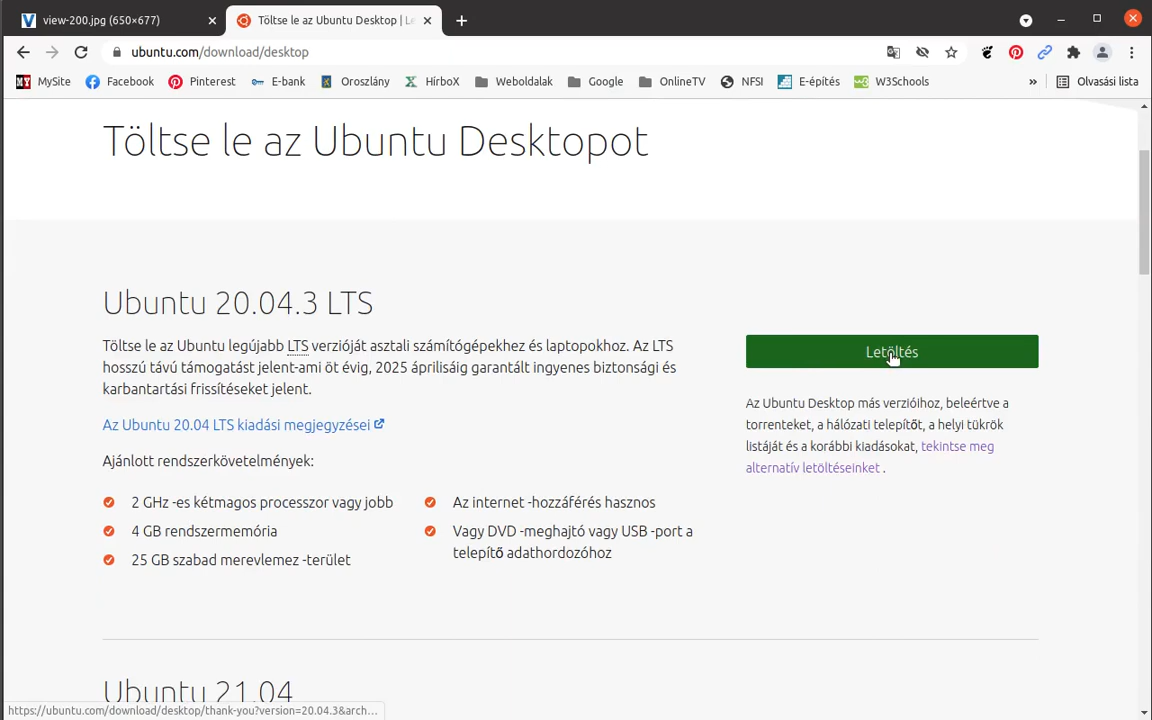 view-200.jpg (650×677)
Töltse le az Ubuntu Desktop | Le
ubuntu.com/download/desktop
MySite
Facebook
Pinterest
E-bank
Oroszlány
HírboX
Weboldalak
Google
OnlineTV
NFSI
E-építés
W3Schools
»
Olvasási lista
Töltse le az Ubuntu Desktopot
Ubuntu 20.04.3 LTS
Töltse le az Ubuntu legújabb LTS verzióját asztali számítógépekhez és laptopokhoz. Az LTS
hosszú távú támogatást jelent-ami öt évig, 2025 áprilisáig garantált ingyenes biztonsági és
karbantartási frissítéseket jelent.
Az Ubuntu 20.04 LTS kiadási megjegyzései
Ajánlott rendszerkövetelmények:
2 GHz -es kétmagos processzor vagy jobb
4 GB rendszermemória
25 GB szabad merevlemez -terület
Az internet -hozzáférés hasznos
Vagy DVD -meghajtó vagy USB -port a
telepítő adathordozóhoz
Letöltés
Az Ubuntu Desktop más verzióihoz, beleértve a
torrenteket, a hálózati telepítőt, a helyi tükrök
listáját és a korábbi kiadásokat, tekintse meg
alternatív letöltéseinket .
Ubuntu 21.04
https://ubuntu.com/download/desktop/thank-you?version=20.04.3&arch...